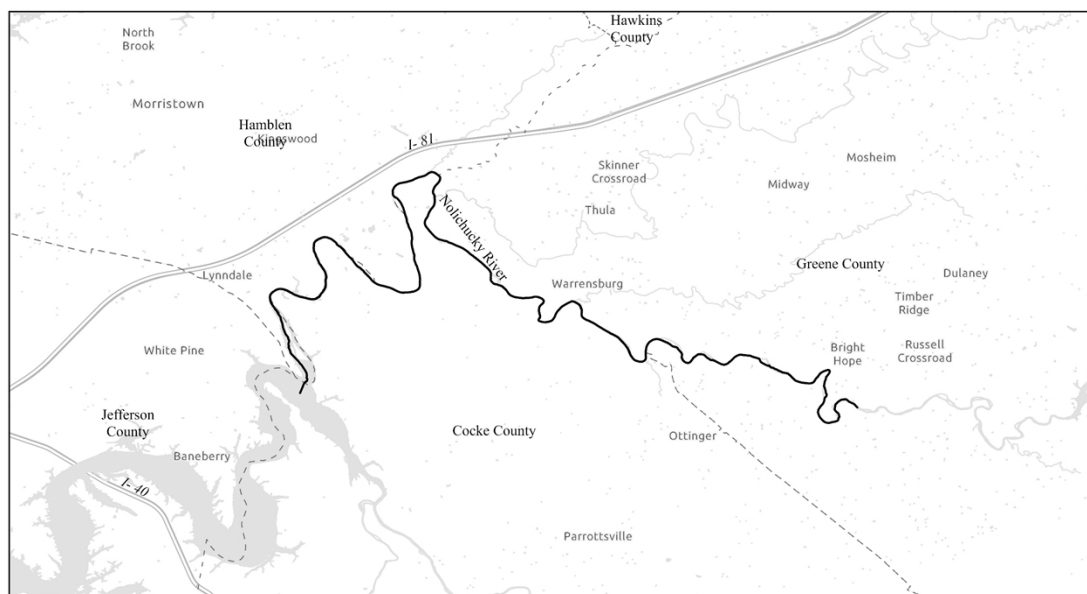 Hawkins
County
North
Brook
Morristown
Hamblen
County
Kingswood
I- 81
Skinner
Crossroad
Mosheim
Midway
Thula
Nolichucky River
Greene County
Lynndale
Warrensburg
Dulaney
Timber
Ridge
White Pine
Bright
Hope
Russell
Crossroad
Jefferson
County
Cocke County
Ottinger
Baneberry
I- 40
Parrottsville